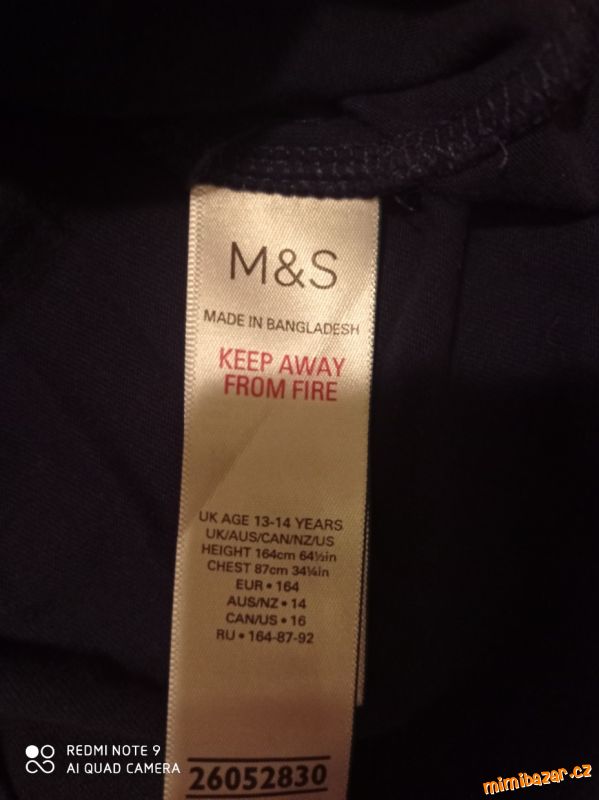 M&S
MADE IN BANGLADESH
KEEP AWAY
FROM FIRE
UK AGE 13-14 YEARS
UK/AUS/CAN/NZ/US
HEIGHT 164cm 64½in
CHEST 87cm 34¼in
EUR • 164
AUS/NZ • 14
CAN/US • 16
RU • 164-87-92
26052830
REDMI NOTE 9
AI QUAD CAMERA
mimibazar.cz